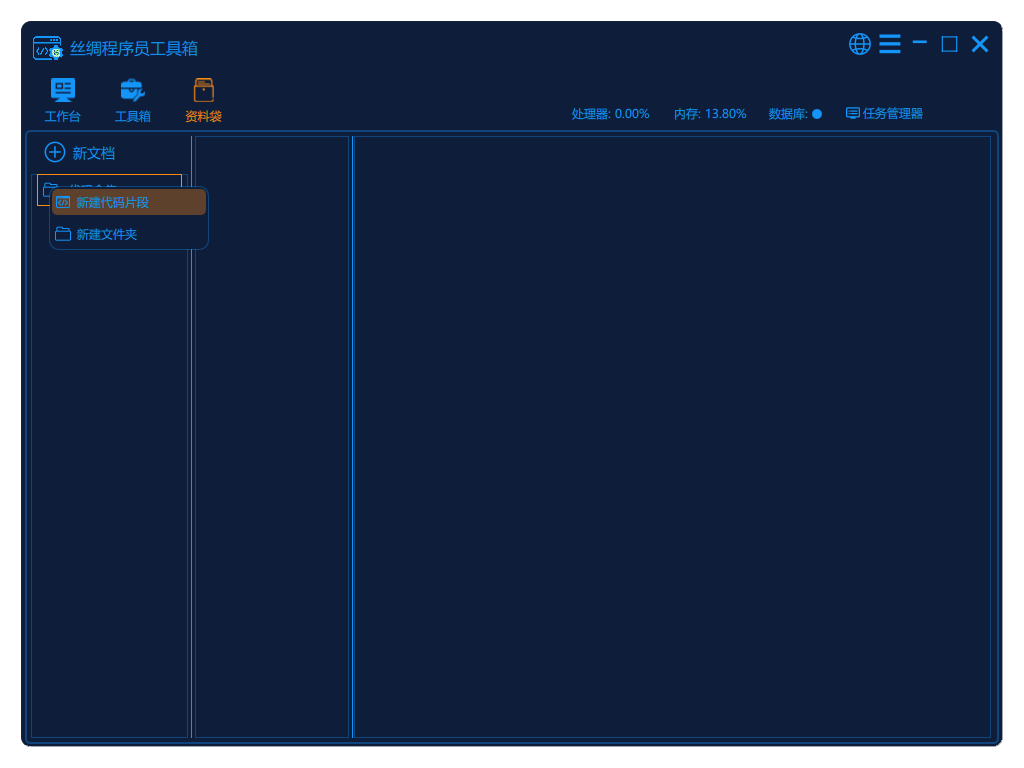 丝绸程序员工具箱
工作台 工具箱 资料袋
处理器: 0.00% 内存: 13.80% 数据库: 任务管理器
新文档
新建代码片段
新建文件夹